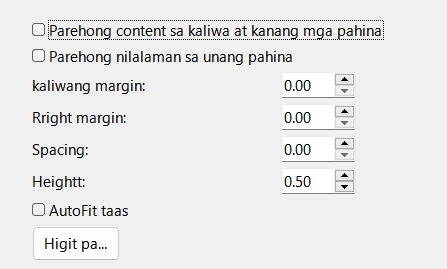 Parehong content sa kaliwa at kanang mga pahina
Parehong nilalaman sa unang pahina
kaliwang margin: 0.00
Rright margin: 0.00
Spacing: 0.00
Heightt: 0.50
AutoFit taas
Higit pa...